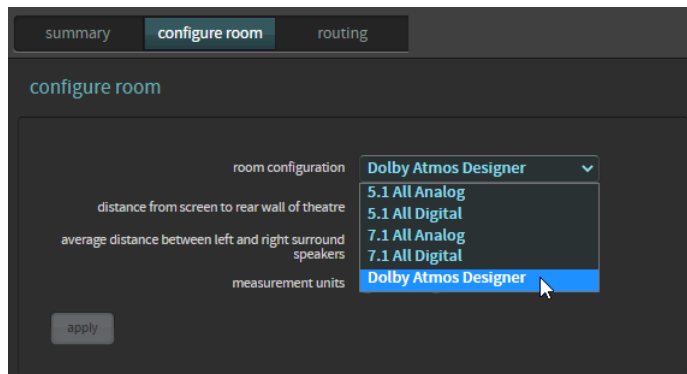 summary configure room routing
configure room
room configuration Dolby Atmos Designer
5.1 All Analog
distance from screen to rear wall of theatre
5.1 All Digital
7.1 All Analog
average distance between left and right surround
speakers
7.1 All Digital
measurement units Dolby Atmos Designer
apply